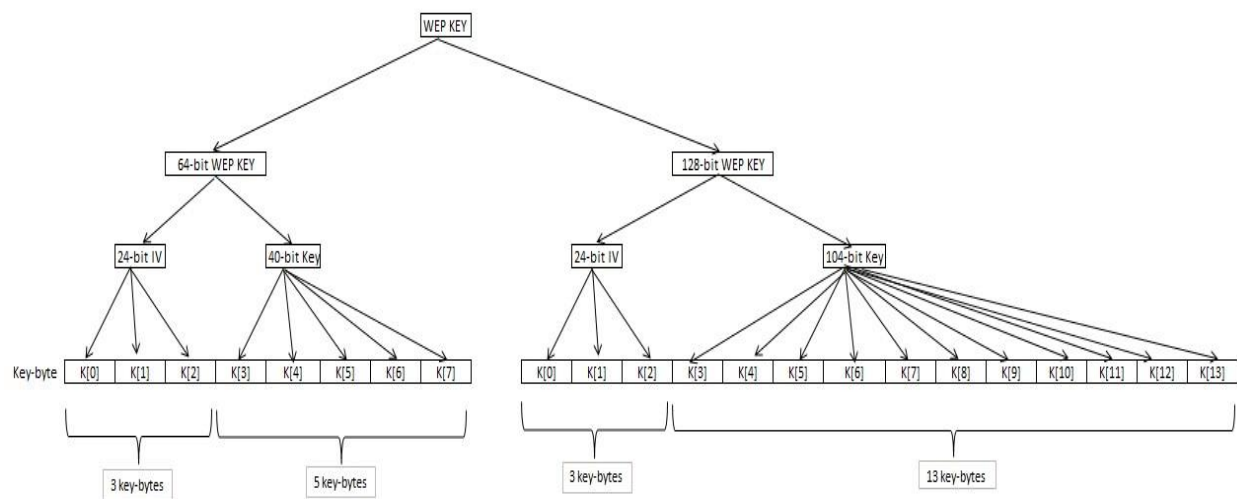 WEP KEY
64-bit WEP KEY
128-bit WEP KEY
24-bit IV
40-bit Key
24-bit IV
104-bit Key
Key-byte K[0] K[1] K[2] K[3] K[4] K[5] K[6] K[7] K[0] K[1] K[2] K[3] K[4] K[5] K[6] K[7] K[8] K[9] K[10] K[11] K[12] K[13]
3 key-bytes
5 key-bytes
3 key-bytes
13 key-bytes